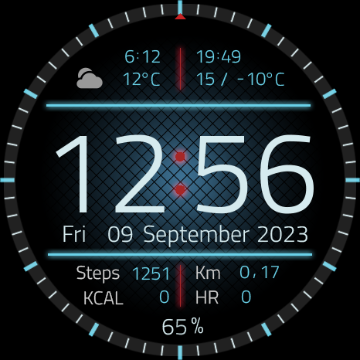 6:12 19:49
12°C 15 / -10°C
12:56
Fri 09 September 2023
Steps 1251 Km 0,17
KCAL 0 HR 0
65%